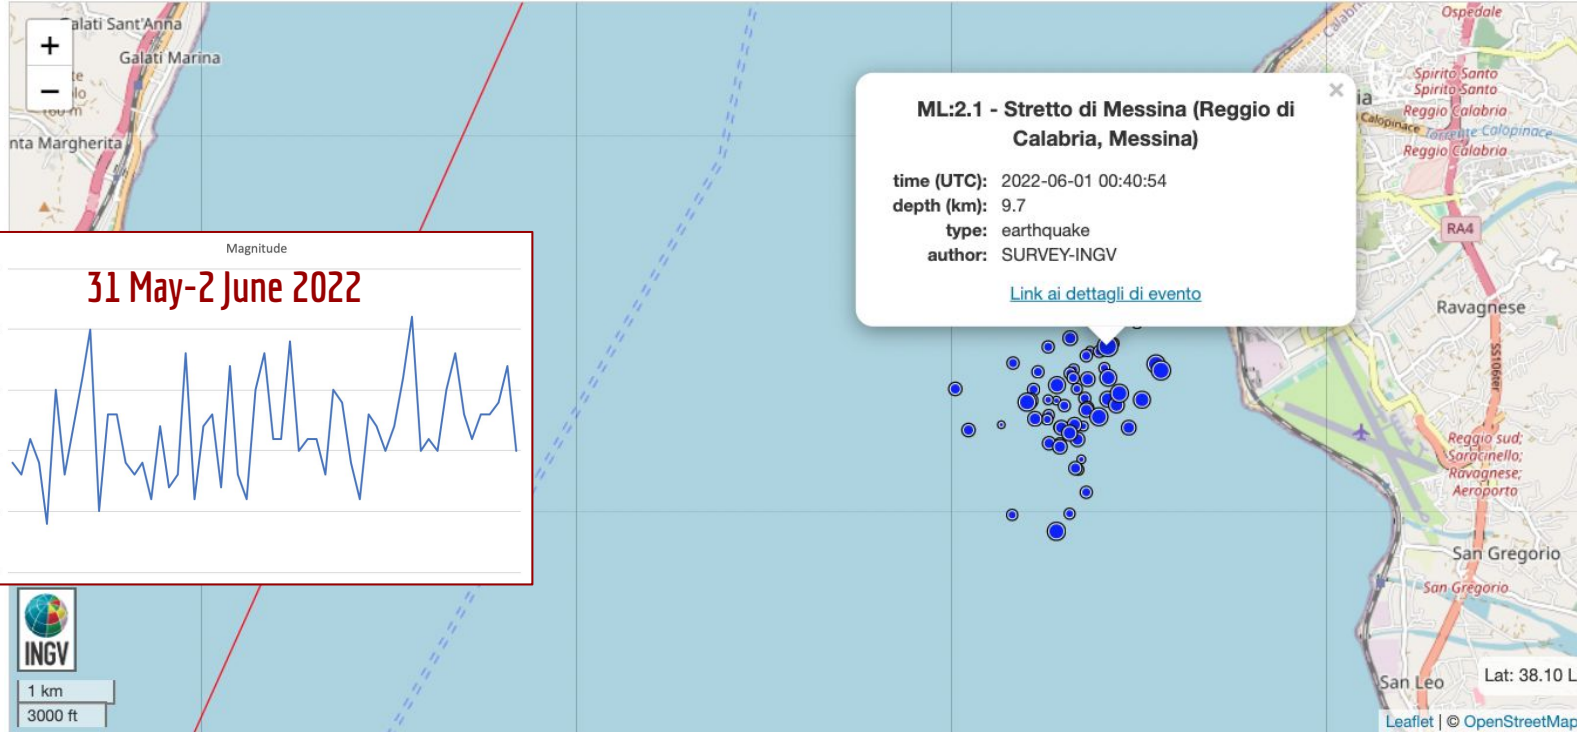 Galati Sant'Anna
Galati Marina
+
−
160 m
nta Margherita
Magnitude
31 May-2 June 2022
INGV
1 km
3000 ft
×
ML:2.1 - Stretto di Messina (Reggio di
Calabria, Messina)
time (UTC): 2022-06-01 00:40:54
depth (km): 9.7
type: earthquake
author: SURVEY-INGV
Link ai dettagli di evento
Ospedale
Spirito Santo
Spirito Santo
Reggio Calabria
ia
Calopinace
Torrente Calopinace
Reggio Calabria
RA4
Ravagnese
SS106ter
Reggio sud;
Saracinello;
Ravagnese;
Aeroporto
San Gregorio
San Gregorio
San Leo
Lat: 38.10 L
Leaflet | © OpenStreetMap